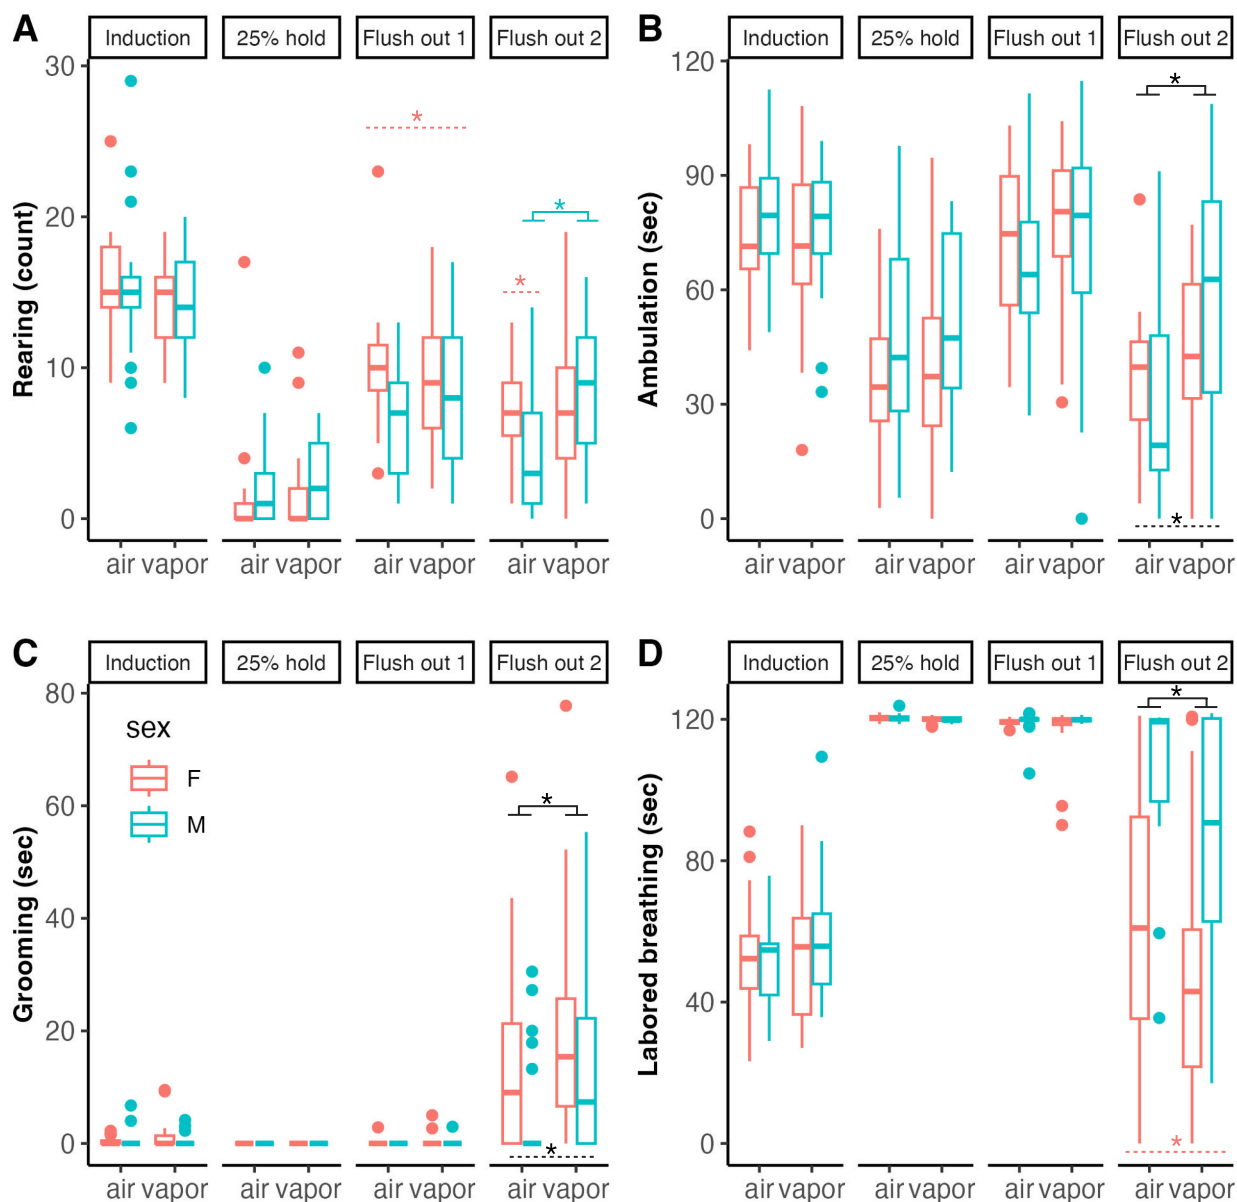 A
Induction
25% hold
Flush out 1
Flush out 2
Rearing (count)
30
20
10
0
*
*
*
air vapor
air vapor
air vapor
air vapor
B
Induction
25% hold
Flush out 1
Flush out 2
Ambulation (sec)
120
90
60
30
0
*
*
air vapor
air vapor
air vapor
air vapor
C
Induction
25% hold
Flush out 1
Flush out 2
Grooming (sec)
80
60
40
20
0
sex
F
M
*
*
air vapor
air vapor
air vapor
air vapor
D
Induction
25% hold
Flush out 1
Flush out 2
Labored breathing (sec)
120
80
40
0
*
*
air vapor
air vapor
air vapor
air vapor